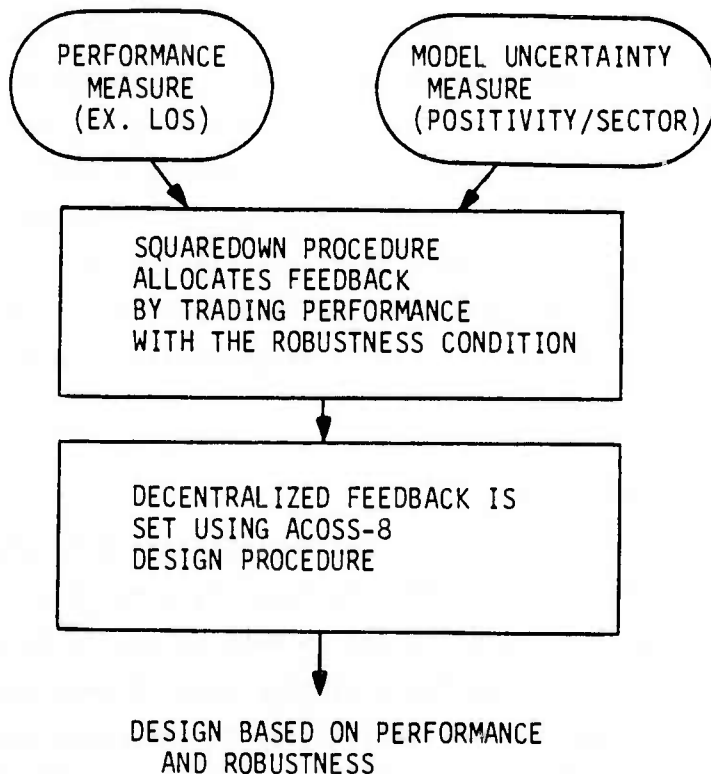 PERFORMANCE
MEASURE
(EX. LOS)
MODEL UNCERTAINTY
MEASURE
(POSITIVITY/SECTOR)
SQUAREDOWN PROCEDURE
ALLOCATES FEEDBACK
BY TRADING PERFORMANCE
WITH THE ROBUSTNESS CONDITION
DECENTRALIZED FEEDBACK IS
SET USING ACOSS-8
DESIGN PROCEDURE
DESIGN BASED ON PERFORMANCE
AND ROBUSTNESS